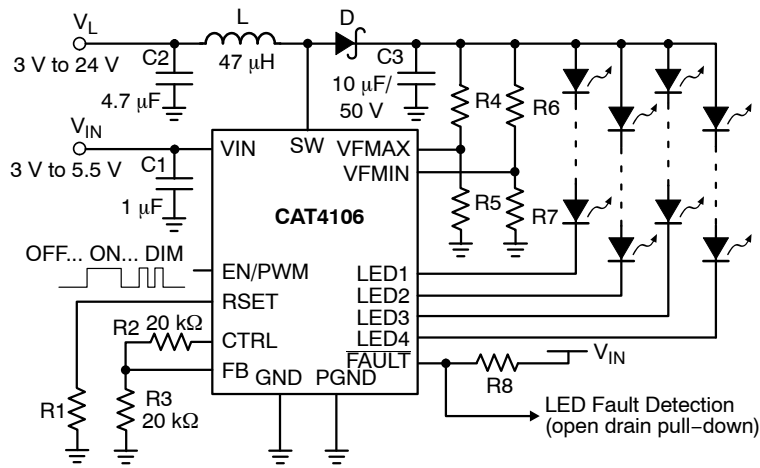 V_L
3 V to 24 V
C2
4.7 μF
L
47 μH
D
C3
10 μF/
50 V
R4
R6
R5
R7
V_IN
3 V to 5.5 V
C1
1 μF
VIN
SW
VFMAX
VFMIN
CAT4106
OFF... ON... DIM
EN/PWM
RSET
CTRL
FB
GND
PGND
LED1
LED2
LED3
LED4
FAULT
R1
R2
20 kΩ
R3
20 kΩ
R8
V_IN
LED Fault Detection
(open drain pull−down)